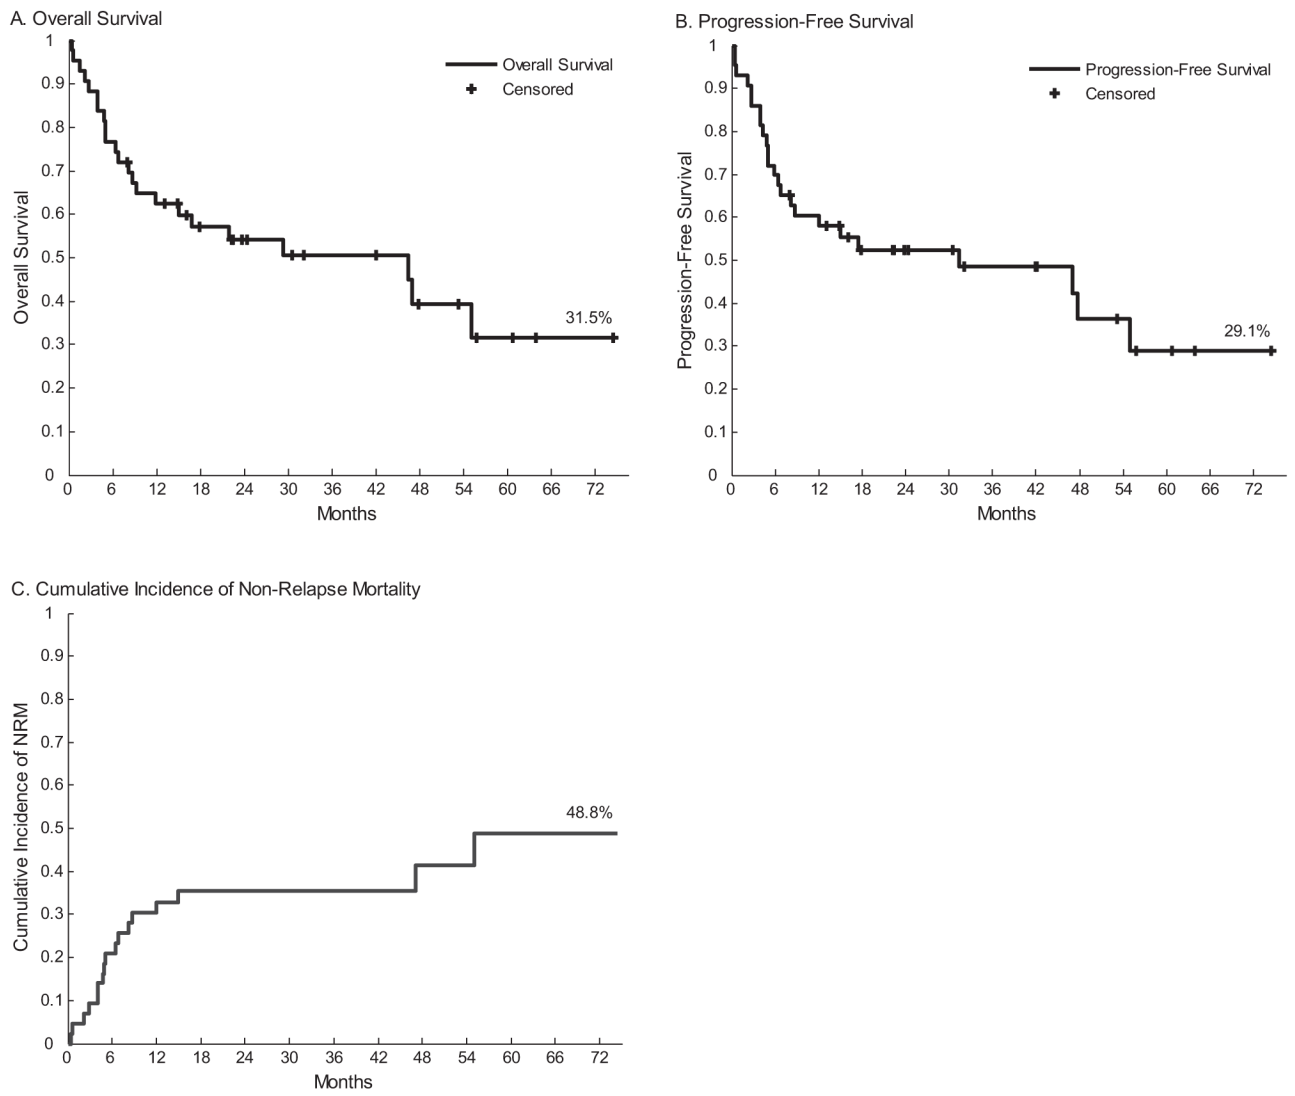 A. Overall Survival
1
0.9
0.8
0.7
0.6
0.5
0.4
0.3
0.2
0.1
0
Overall Survival
Overall Survival
Censored
31.5%
0 6 12 18 24 30 36 42 48 54 60 66 72
Months
B. Progression-Free Survival
1
0.9
0.8
0.7
0.6
0.5
0.4
0.3
0.2
0.1
0
Progression-Free Survival
Progression-Free Survival
Censored
29.1%
0 6 12 18 24 30 36 42 48 54 60 66 72
Months
C. Cumulative Incidence of Non-Relapse Mortality
1
0.9
0.8
0.7
0.6
0.5
0.4
0.3
0.2
0.1
0
Cumulative Incidence of NRM
48.8%
0 6 12 18 24 30 36 42 48 54 60 66 72
Months